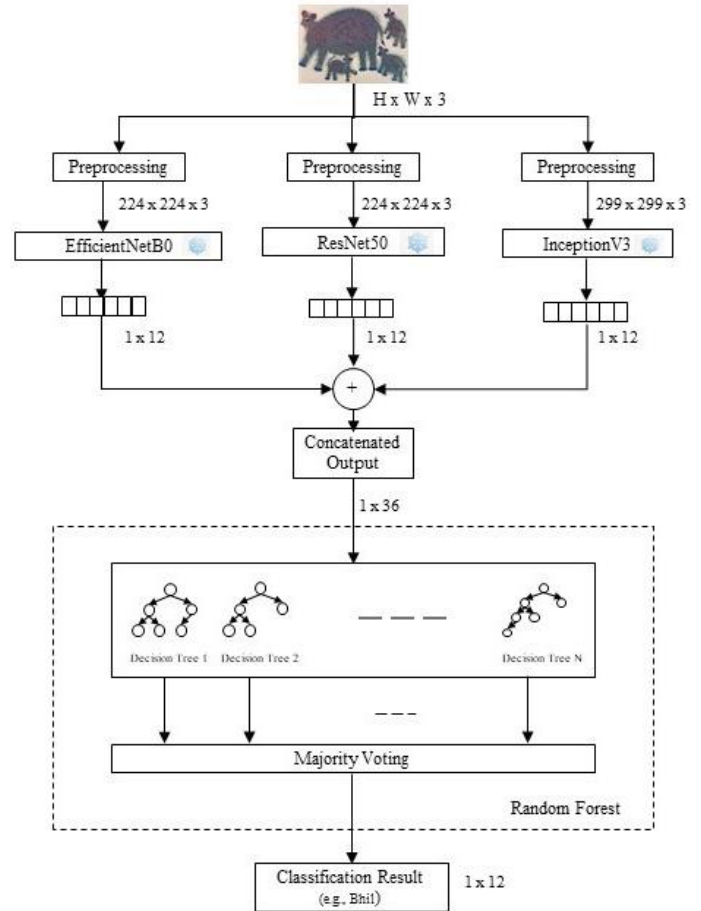 H x W x 3
Preprocessing
Preprocessing
Preprocessing
224 x 224 x 3
224 x 224 x 3
299 x 299 x 3
EfficientNetB0
ResNet50
InceptionV3
1 x 12
1 x 12
1 x 12
+
Concatenated
Output
1 x 36
Decision Tree 1
Decision Tree 2
Decision Tree N
Majority Voting
Random Forest
Classification Result
(e.g., Bhil)
1 x 12